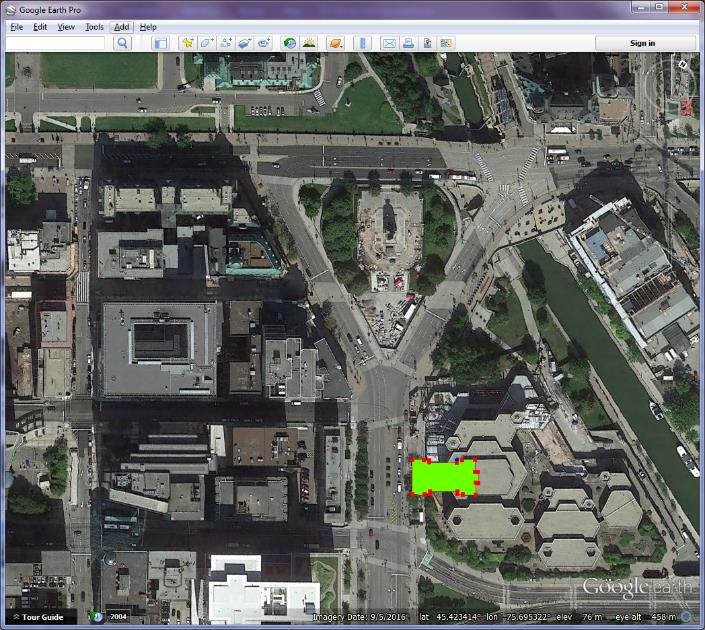 Google Earth Pro
File Edit View Tools Add Help
Sign in
Google earth
Tour Guide 2004 Imagery Date: 9/5/2016 lat 45.423414° lon -75.695322° elev 76 m eye alt 458 m